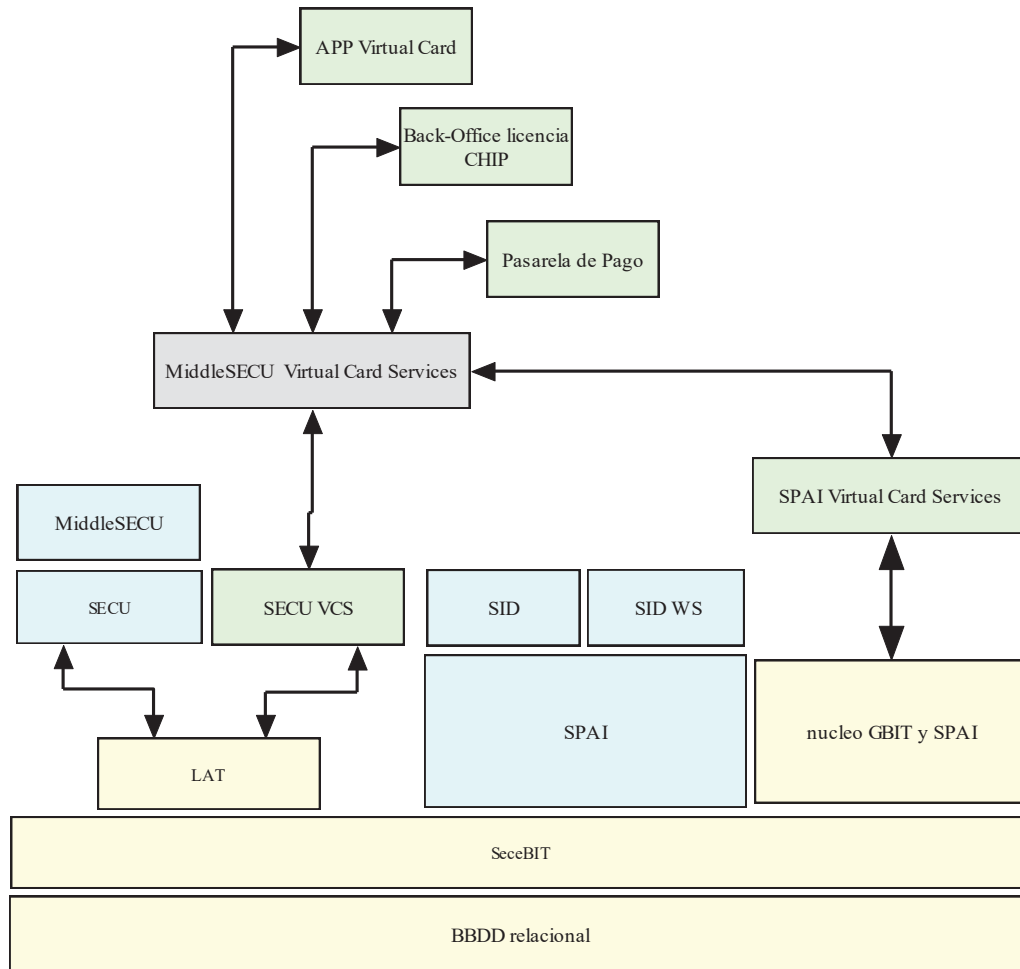 APP Virtual Card
Back-Office licencia
CHIP
Pasarela de Pago
MiddleSECU Virtual Card Services
SPAI Virtual Card Services
MiddleSECU
SECU
SECU VCS
SID
SID WS
SPAI
nucleo GBIT y SPAI
LAT
SeceBIT
BBDD relacional